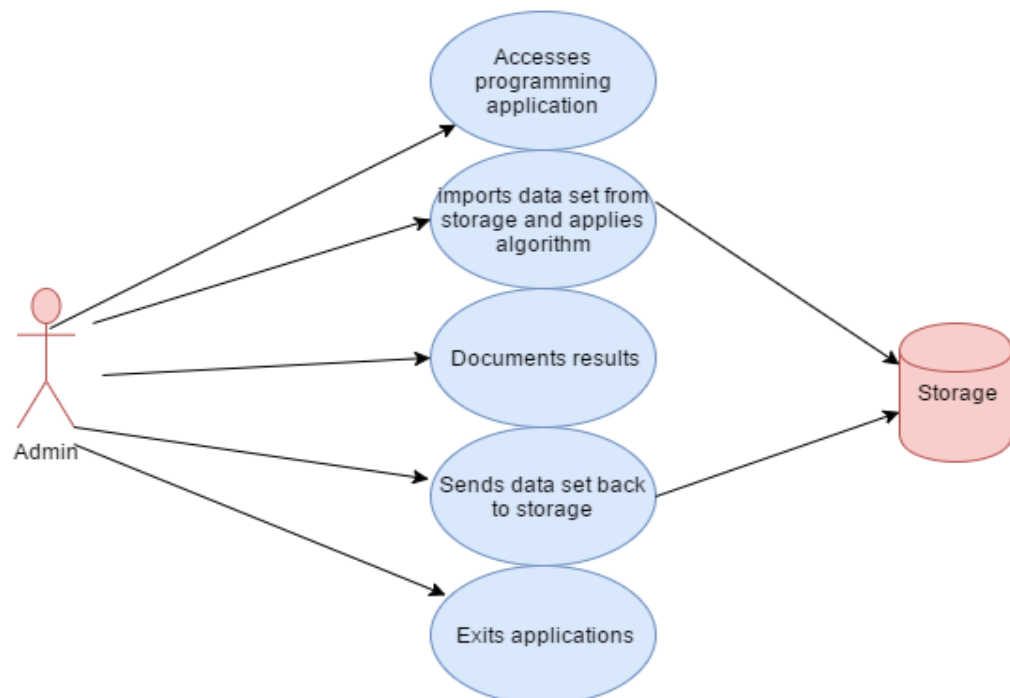 Accesses
programming
application
imports data set from
storage and applies
algorithm
Documents results
Storage
Admin
Sends data set back
to storage
Exits applications